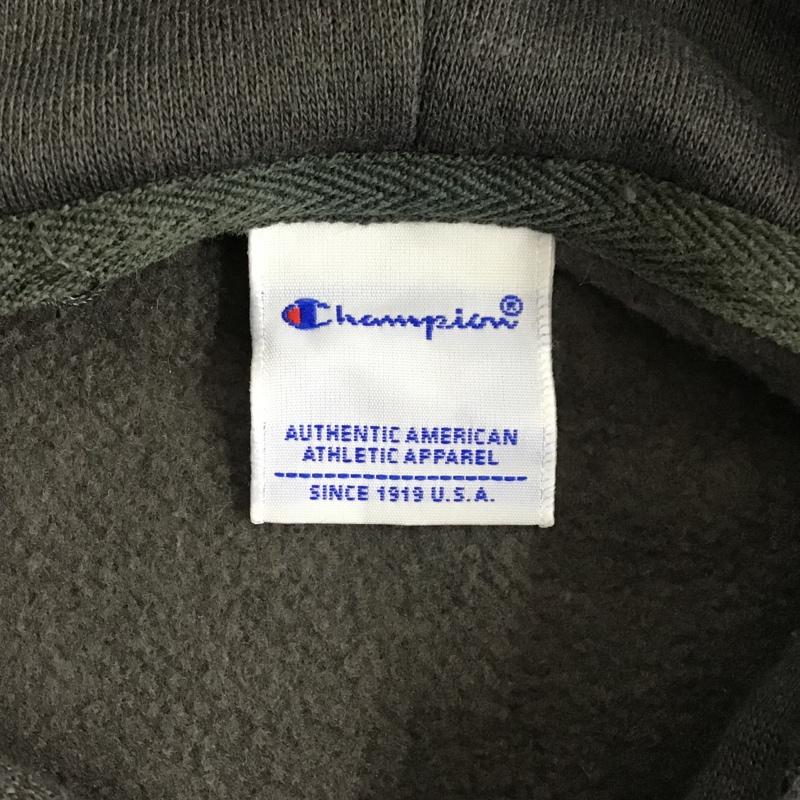 Champion®
AUTHENTIC AMERICAN
ATHLETIC APPAREL
SINCE 1919 U.S.A.